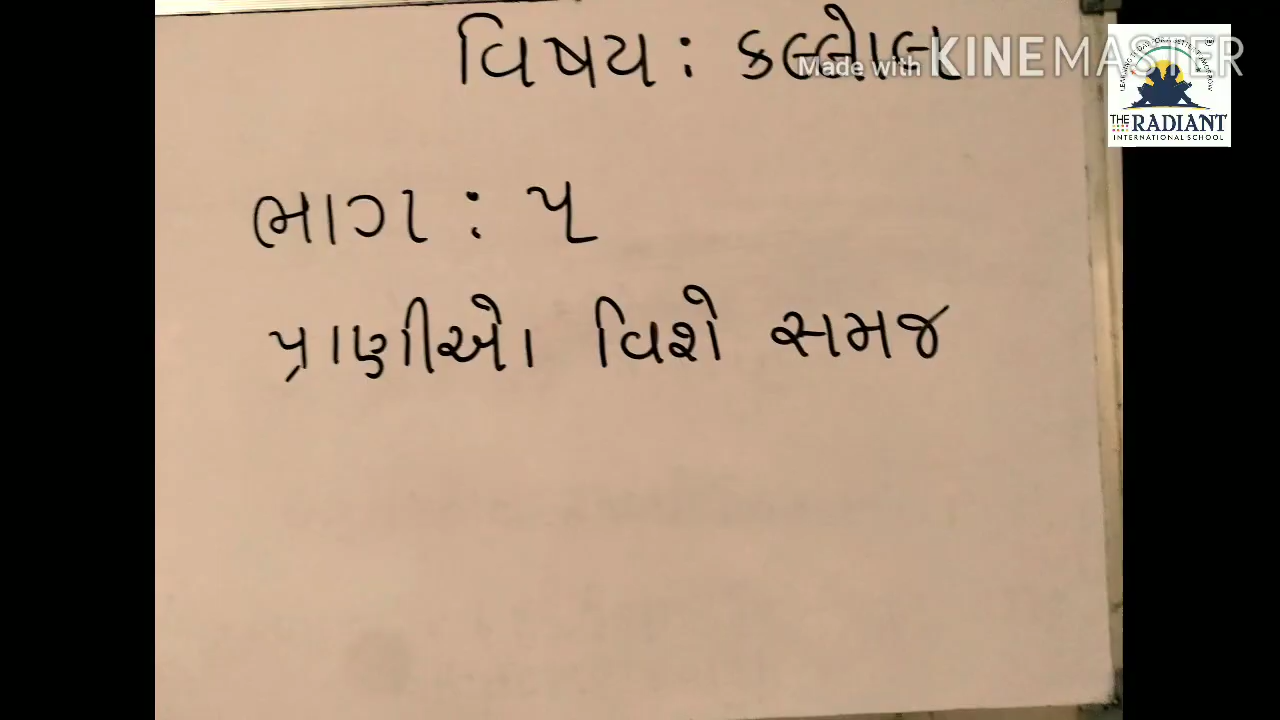 વિષય : કલ્લોલ
Made with KINEMASTER
THE RADIANT
INTERNATIONAL SCHOOL
ભાગ : ૫
પ્રાણીઓ વિશે સમજ